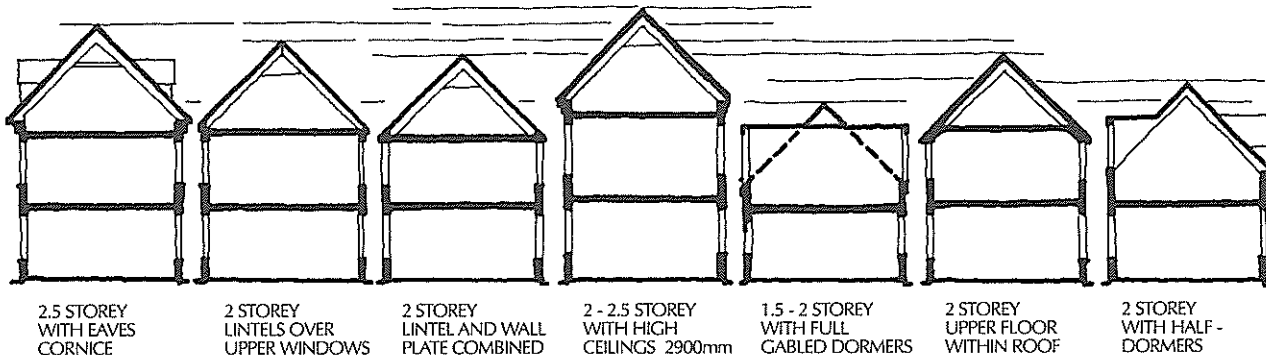 2.5 STOREY
WITH EAVES
CORNICE
2 STOREY
LINTELS OVER
UPPER WINDOWS
2 STOREY
LINTEL AND WALL
PLATE COMBINED
2 - 2.5 STOREY
WITH HIGH
CEILINGS 2900mm
1.5 - 2 STOREY
WITH FULL
GABLED DORMERS
2 STOREY
UPPER FLOOR
WITHIN ROOF
2 STOREY
WITH HALF -
DORMERS